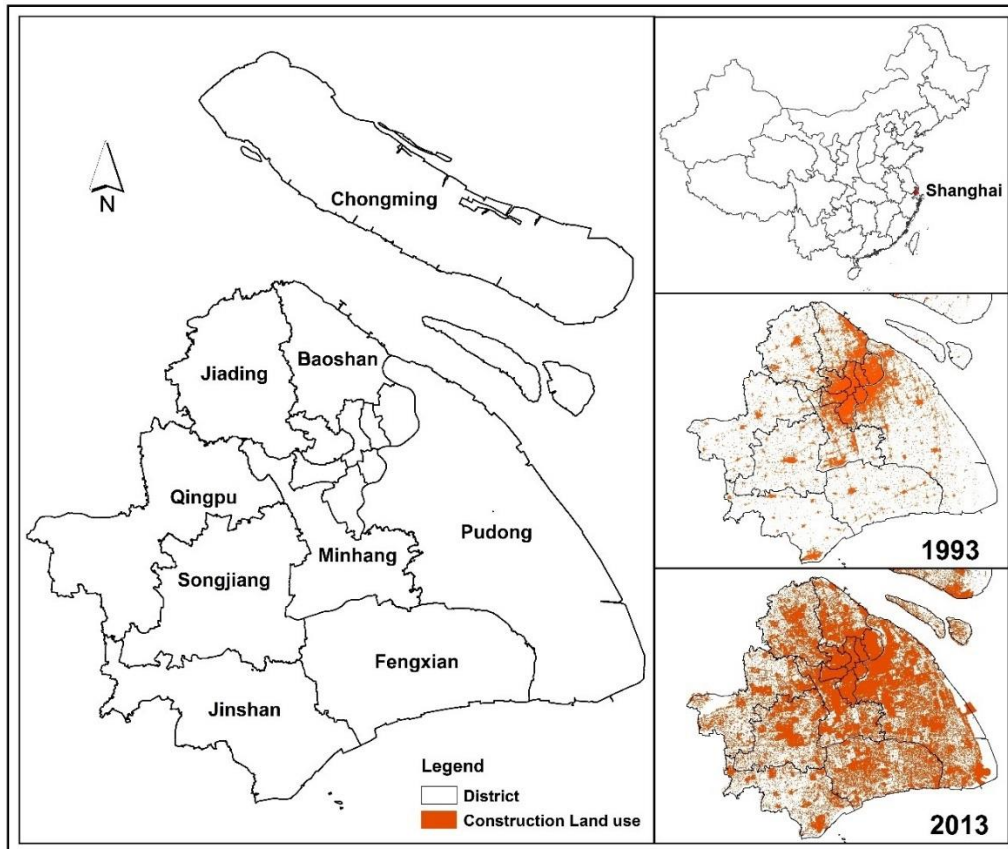 Chongming
N
Baoshan
Jiading
Qingpu
Pudong
Minhang
Songjiang
Fengxian
Jinshan
Legend
District
Construction Land use
Shanghai
1993
2013